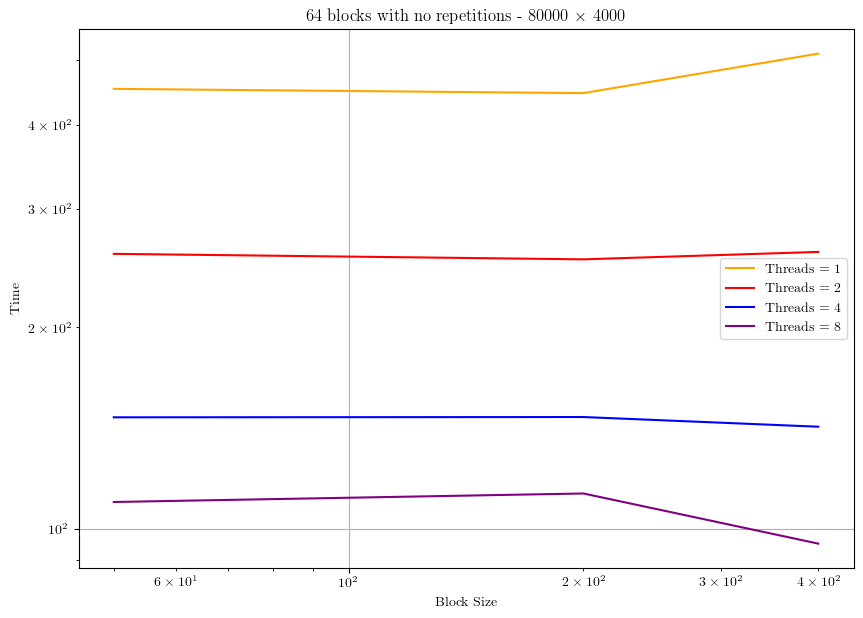 64 blocks with no repetitions - 80000 × 4000
4 × 10²
3 × 10²
2 × 10²
10²
Time
Threads = 1
Threads = 2
Threads = 4
Threads = 8
6 × 10¹
10²
2 × 10²
3 × 10²
4 × 10²
Block Size